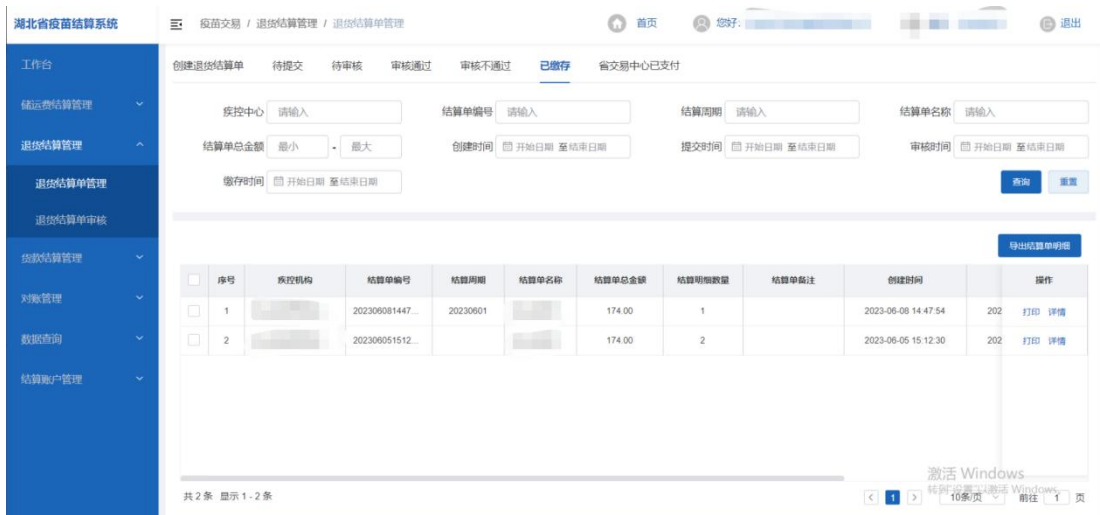 湖北省疫苗结算系统
疫苗交易 / 退货结算管理 / 退货结算单管理 首页 您好: 退出
工作台
储运费结算管理
退货结算管理
退货结算单管理
退货结算单审核
货款结算管理
对账管理
数据查询
结算账户管理
创建退货结算单 待提交 待审核 审核通过 审核不通过 已缴存 省交易中心已支付
疾控中心 请输入 结算单编号 请输入 结算周期 请输入 结算单名称 请输入
结算单总金额 最小 - 最大 创建时间 开始日期 至结束日期 提交时间 开始日期 至结束日期 审核时间 开始日期 至结束日期
缴存时间 开始日期 至结束日期 查询 重置
导出结算单明细
序号 疾控机构 结算单编号 结算周期 结算单名称 结算单总金额 结算明细数量 结算单备注 创建时间 操作
1 202306081447... 20230601 174.00 1 2023-06-08 14:47:54 202 打印 详情
2 202306051512... 174.00 2 2023-06-05 15:12:30 202 打印 详情
激活 Windows
转到"设置"以激活 Windows。
共 2 条 显示 1 - 2 条 < 1 > 10条/页 前往 1 页